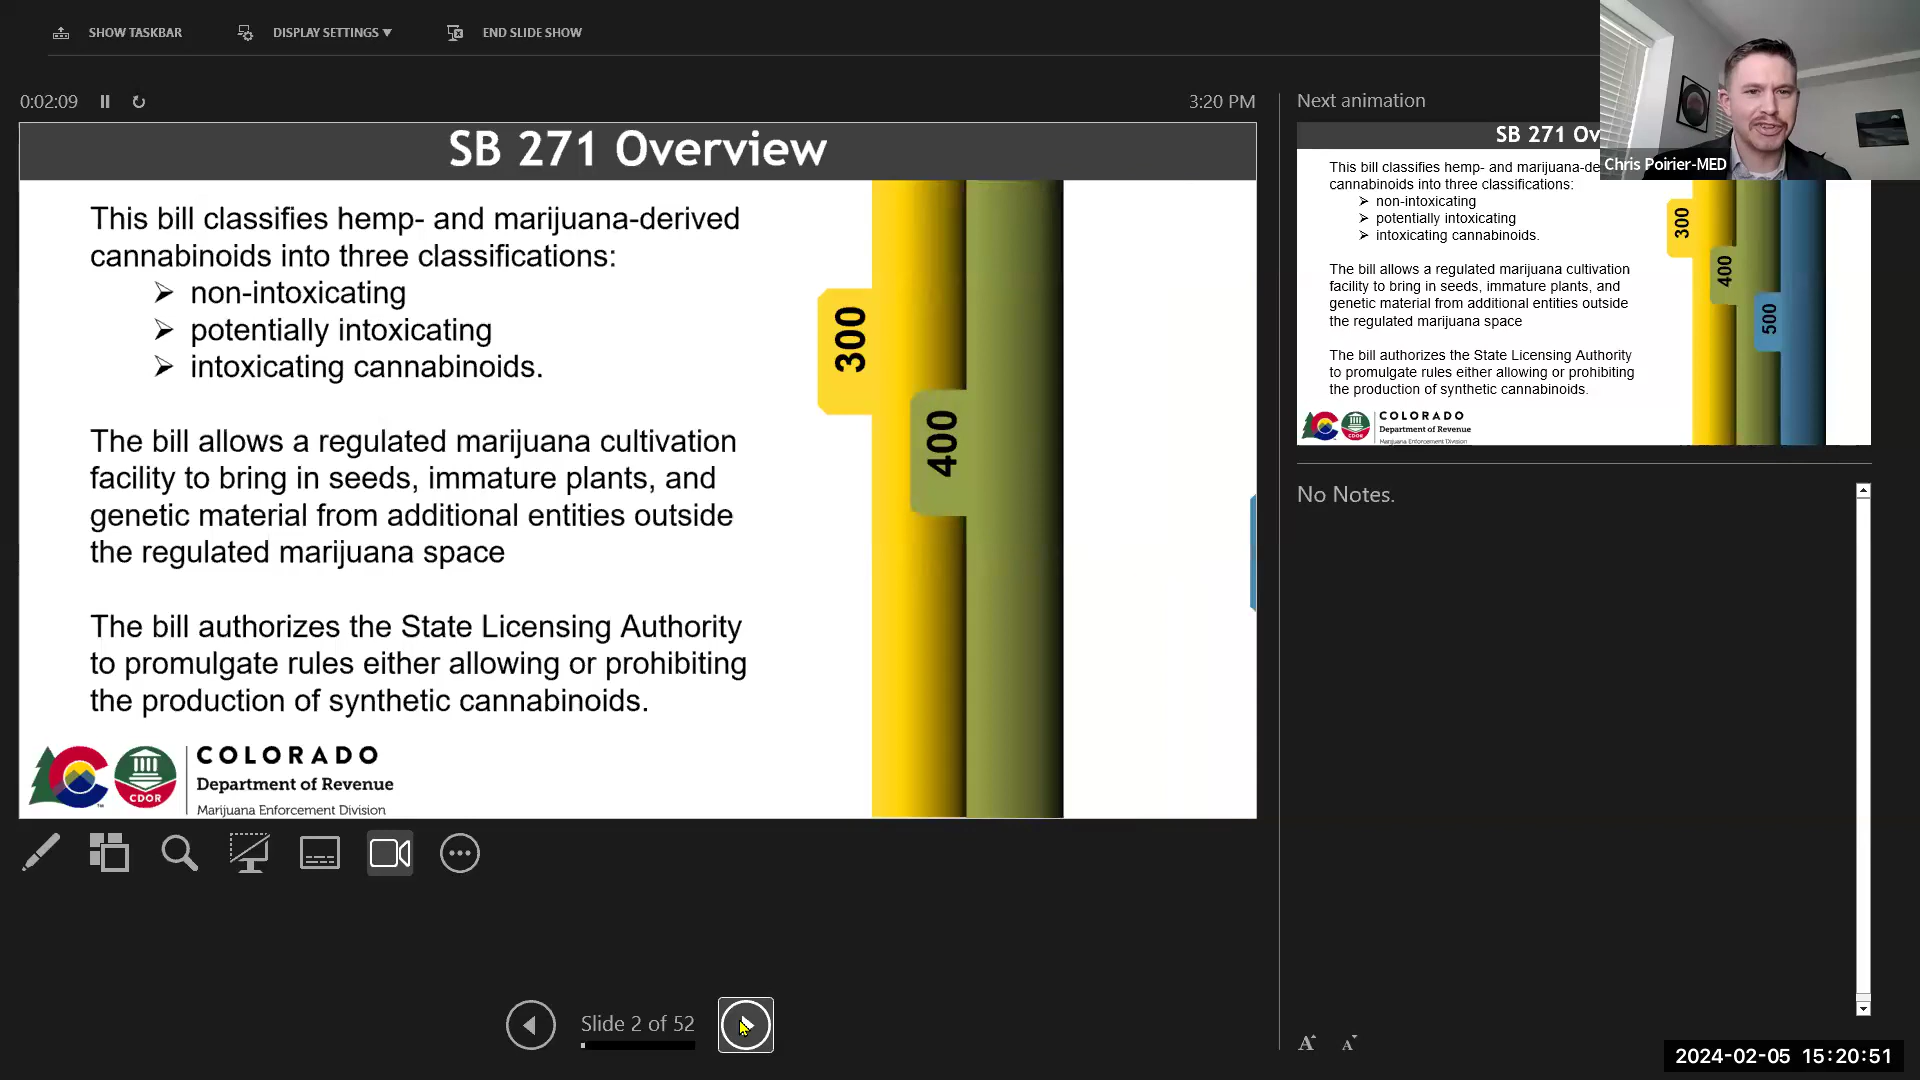 SHOW TASKBAR
DISPLAY SETTINGS ▼
END SLIDE SHOW
0:02:09
3:20 PM
SB 271 Overview
This bill classifies hemp- and marijuana-derived
cannabinoids into three classifications:
➢ non-intoxicating
➢ potentially intoxicating
➢ intoxicating cannabinoids.
The bill allows a regulated marijuana cultivation
facility to bring in seeds, immature plants, and
genetic material from additional entities outside
the regulated marijuana space
The bill authorizes the State Licensing Authority
to promulgate rules either allowing or prohibiting
the production of synthetic cannabinoids.
300
400
CDOR
TM
COLORADO
Department of Revenue
Marijuana Enforcement Division
Slide 2 of 52
Next animation
Chris Poirier-MED
SB 271 Ov
This bill classifies hemp- and marijuana-de
cannabinoids into three classifications:
➢ non-intoxicating
➢ potentially intoxicating
➢ intoxicating cannabinoids.
The bill allows a regulated marijuana cultivation
facility to bring in seeds, immature plants, and
genetic material from additional entities outside
the regulated marijuana space
The bill authorizes the State Licensing Authority
to promulgate rules either allowing or prohibiting
the production of synthetic cannabinoids.
300
400
500
CDOR
COLORADO
Department of Revenue
Marijuana Enforcement Division
No Notes.
A A
2024-02-05 15:20:51